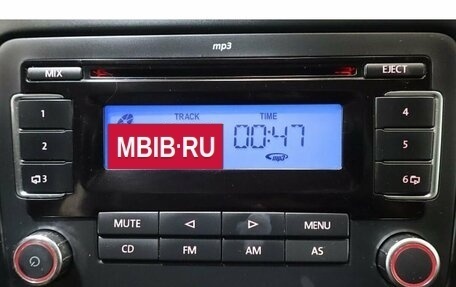 mp3
MIX
EJECT
1
4
TRACK TIME
2
MBIB·RU
00:47
mp3
5
3
6
MUTE
MENU
CD
FM
AM
AS